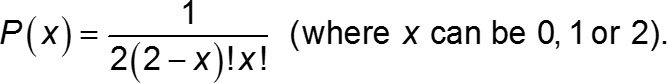 P(x) = 1 / 2(2 – x)!x! (where x can be 0, 1 or 2).